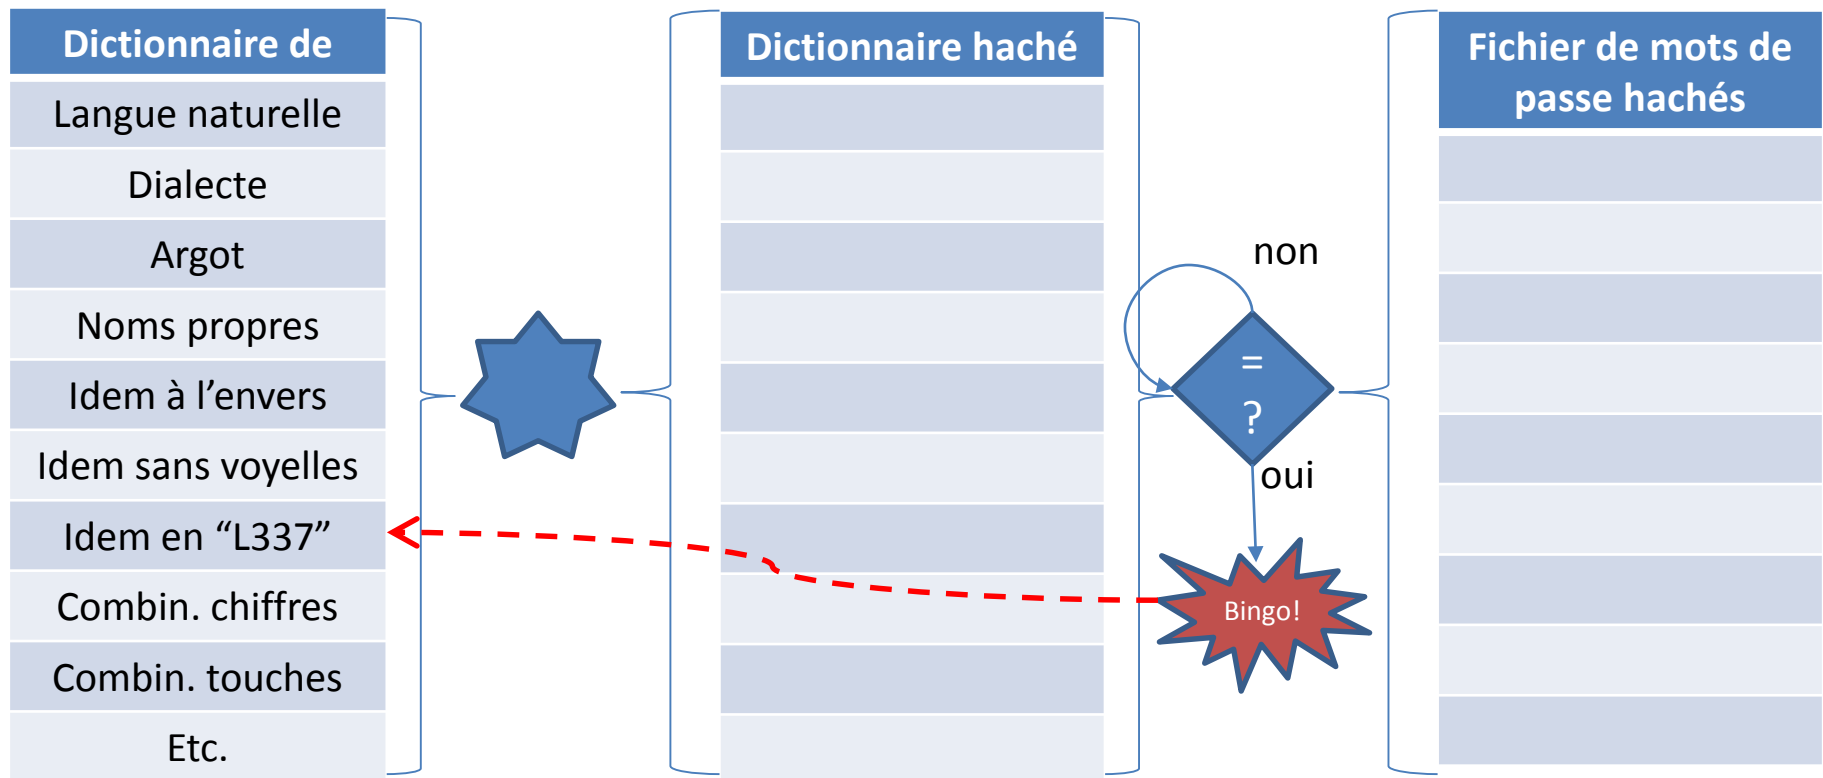 Dictionnaire de
Langue naturelle
Dialecte
Argot
Noms propres
Idem à l’envers
Idem sans voyelles
Idem en “L337”
Combin. chiffres
Combin. touches
Etc.
Dictionnaire haché
non
=
?
oui
Bingo!
Fichier de mots de
passe hachés